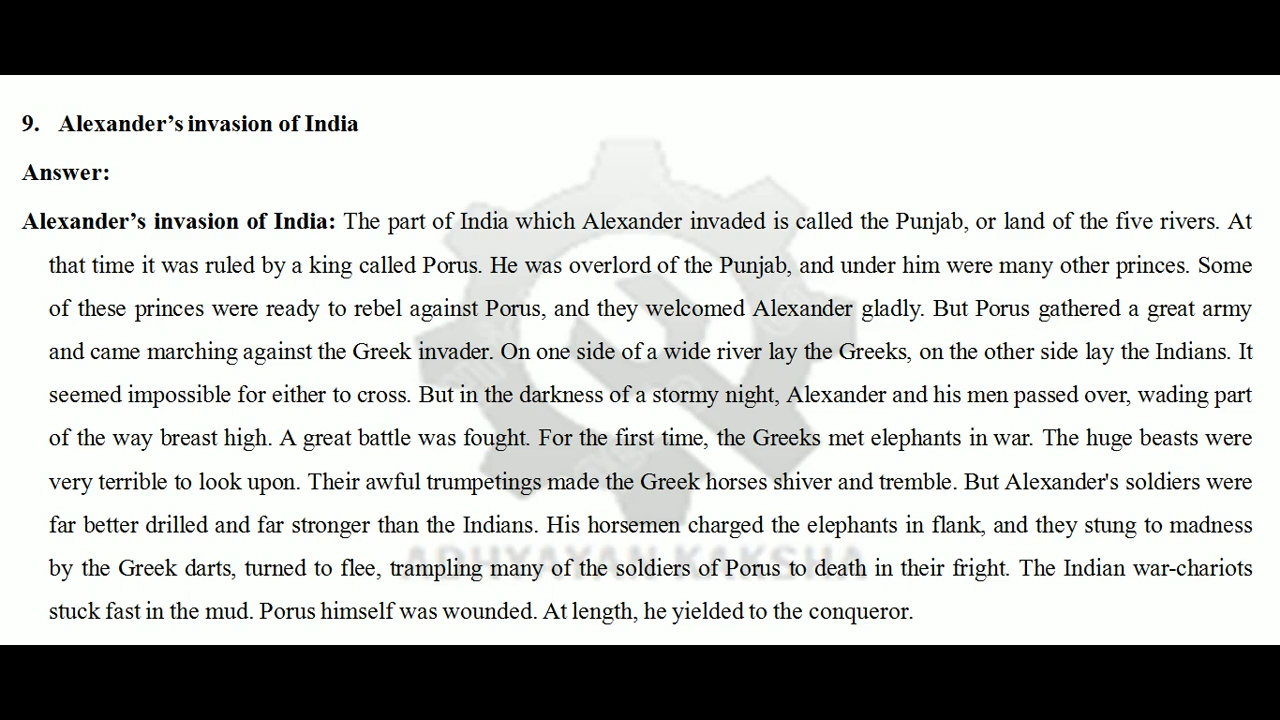 9. Alexander’s invasion of India
Answer:
Alexander’s invasion of India: The part of India which Alexander invaded is called the Punjab, or land of the five rivers. At
that time it was ruled by a king called Porus. He was overlord of the Punjab, and under him were many other princes. Some
of these princes were ready to rebel against Porus, and they welcomed Alexander gladly. But Porus gathered a great army
and came marching against the Greek invader. On one side of a wide river lay the Greeks, on the other side lay the Indians. It
seemed impossible for either to cross. But in the darkness of a stormy night, Alexander and his men passed over, wading part
of the way breast high. A great battle was fought. For the first time, the Greeks met elephants in war. The huge beasts were
very terrible to look upon. Their awful trumpetings made the Greek horses shiver and tremble. But Alexander's soldiers were
far better drilled and far stronger than the Indians. His horsemen charged the elephants in flank, and they stung to madness
ADHYAYAN KAKSHA
by the Greek darts, turned to flee, trampling many of the soldiers of Porus to death in their fright. The Indian war-chariots
stuck fast in the mud. Porus himself was wounded. At length, he yielded to the conqueror.